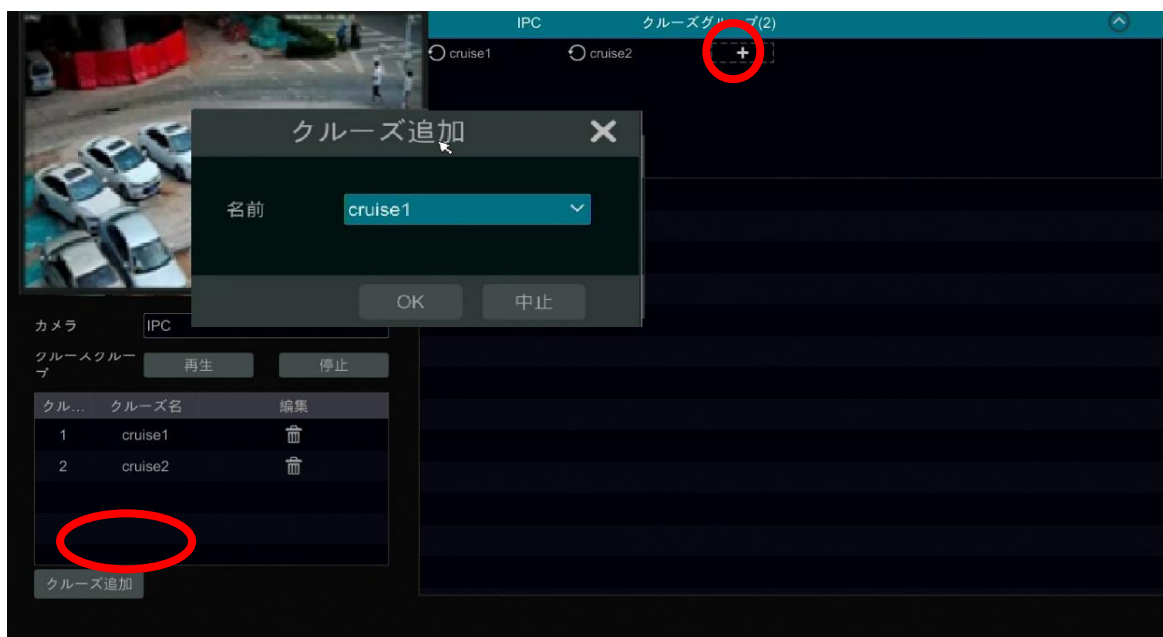 IPC クルーズグループ(2)
cruise1 cruise2 +
クルーズ追加
名前 cruise1
OK 中止
カメラ IPC
クルーズグループ
再生 停止
クル... クルーズ名 編集
1 cruise1
2 cruise2
クルーズ追加